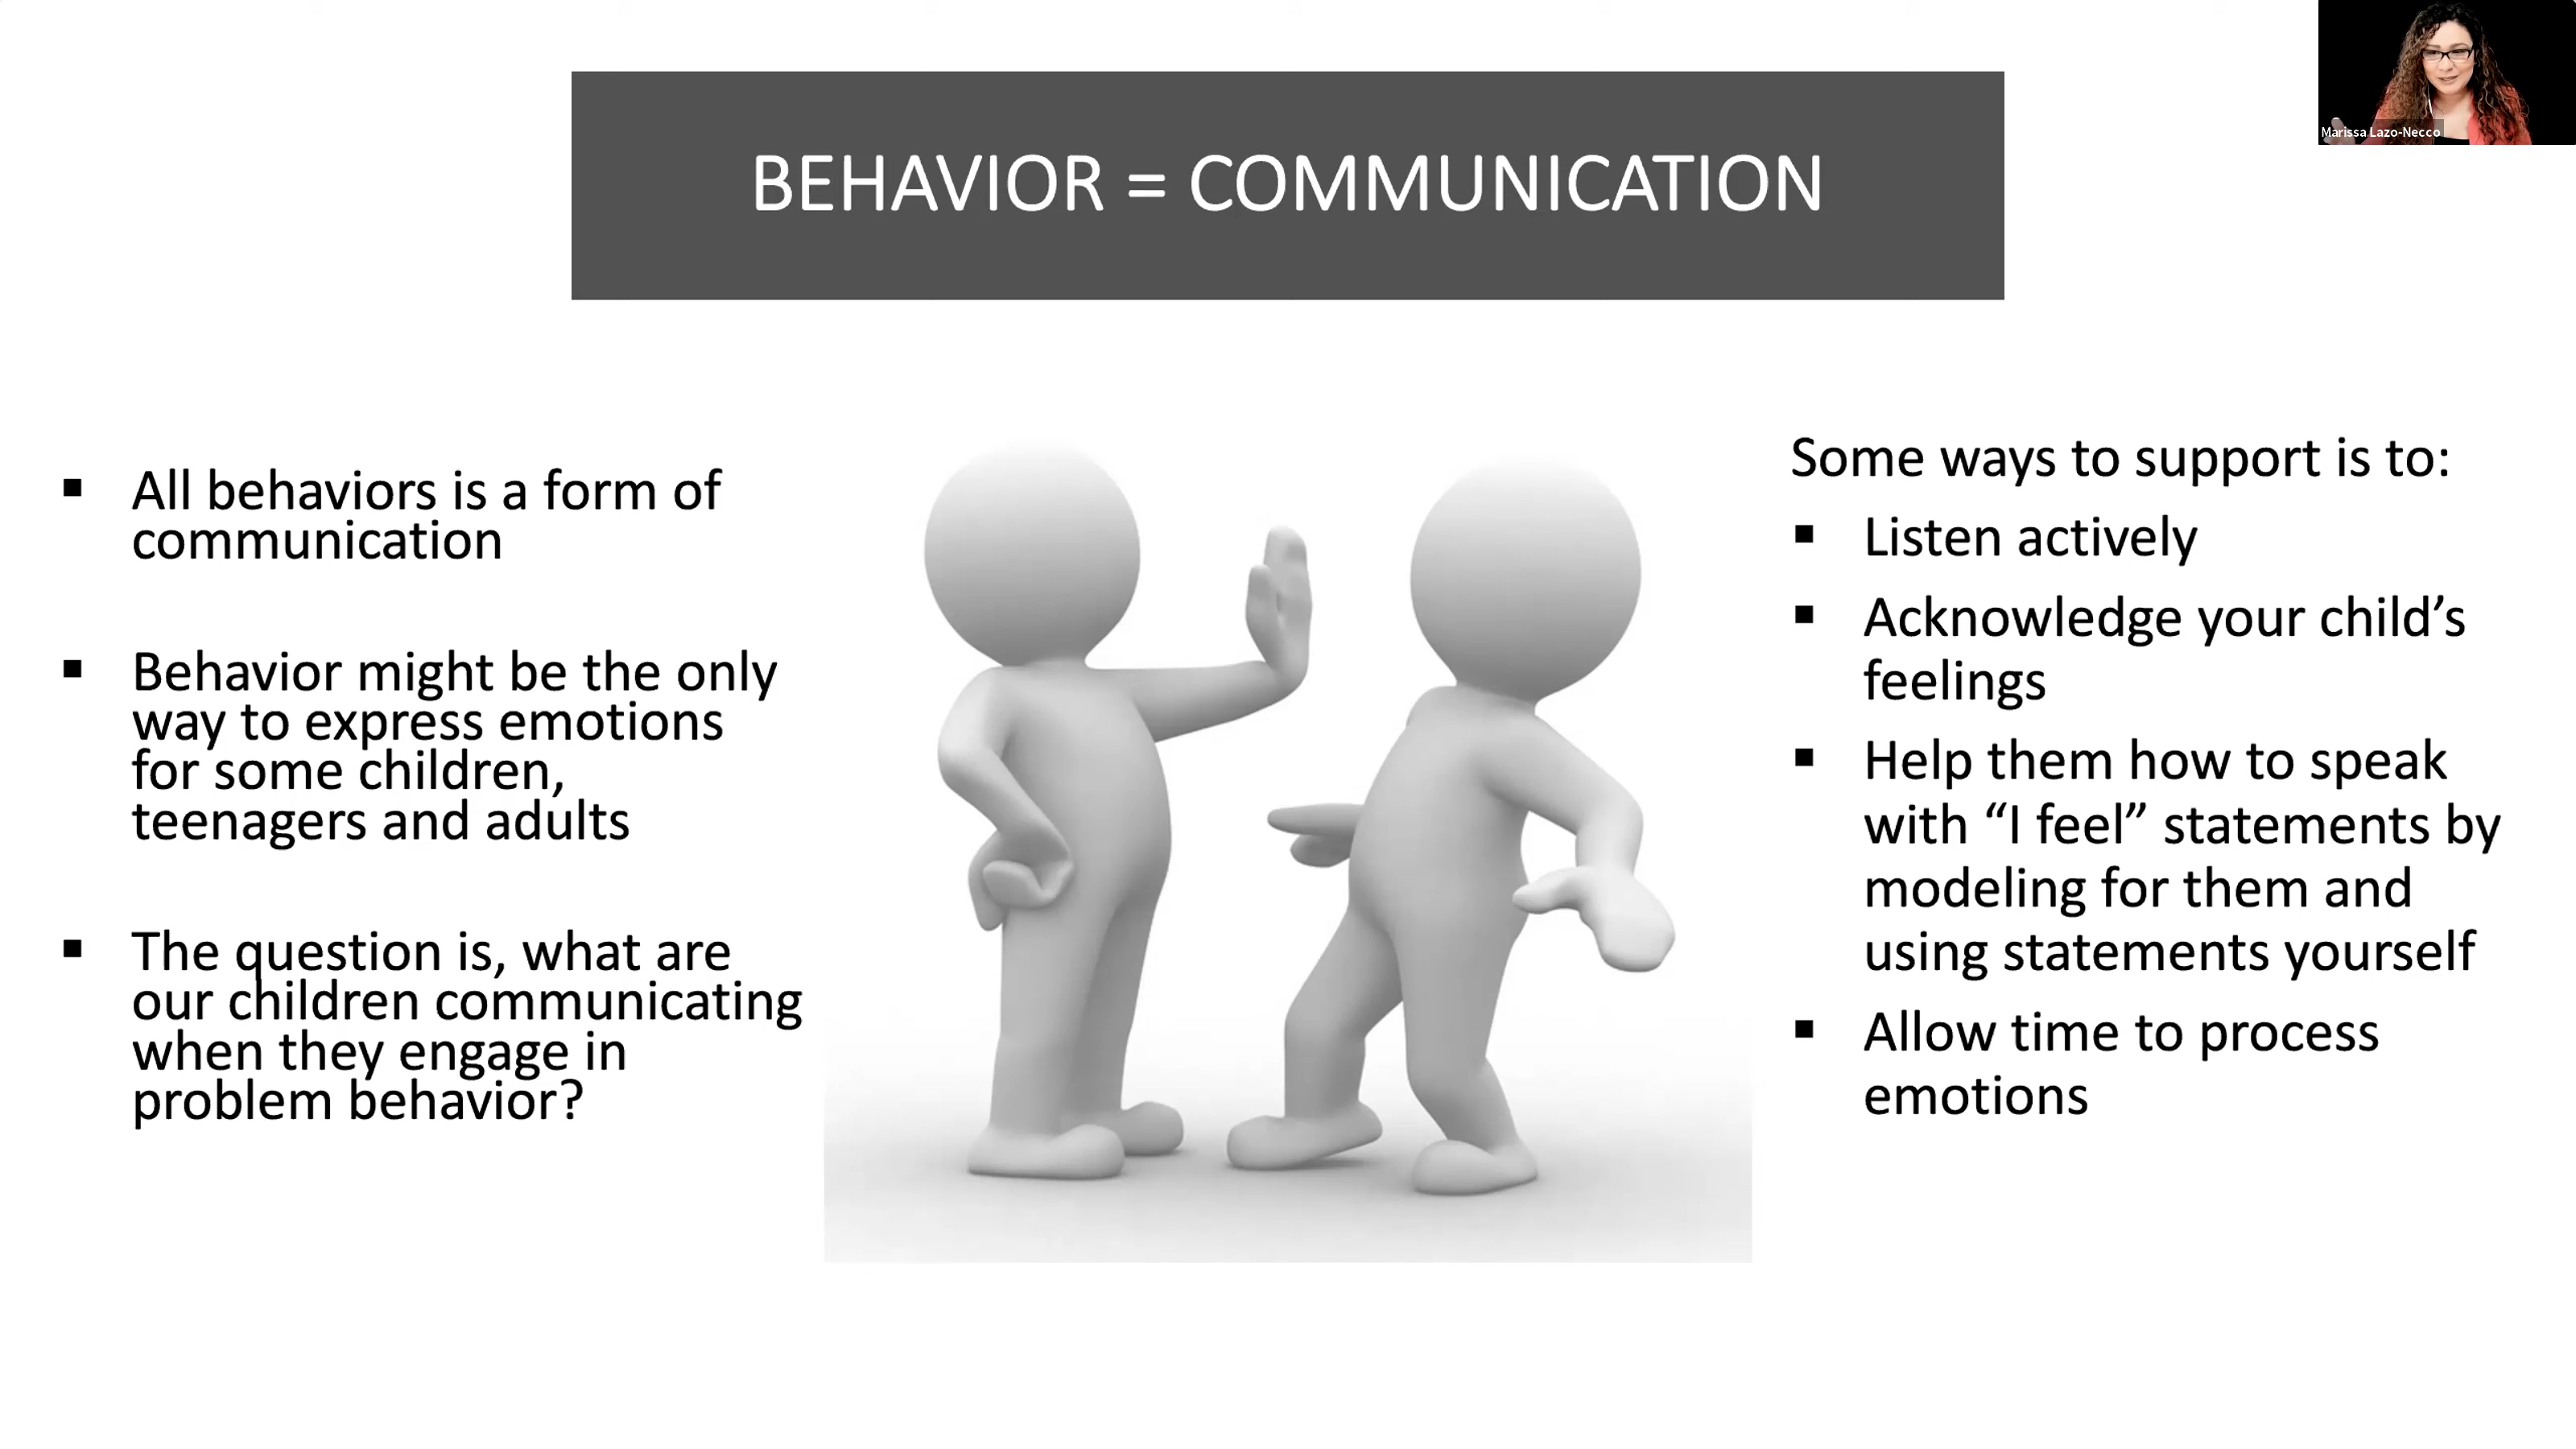 Marissa Lazo-Necco
BEHAVIOR = COMMUNICATION
▪ All behaviors is a form of
communication
▪ Behavior might be the only
way to express emotions
for some children,
teenagers and adults
▪ The question is, what are
our children communicating
when they engage in
problem behavior?
Some ways to support is to:
▪ Listen actively
▪ Acknowledge your child’s
feelings
▪ Help them how to speak
with “I feel” statements by
modeling for them and
using statements yourself
▪ Allow time to process
emotions